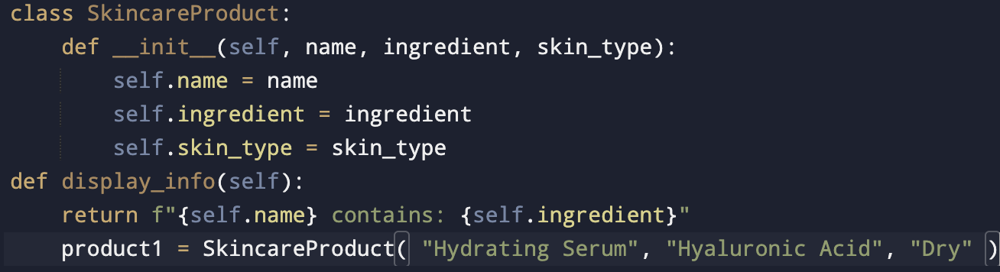 class SkincareProduct:
    def __init__(self, name, ingredient, skin_type):
        self.name = name
        self.ingredient = ingredient
        self.skin_type = skin_type
def display_info(self):
    return f"{self.name} contains: {self.ingredient}"
    product1 = SkincareProduct( "Hydrating Serum", "Hyaluronic Acid", "Dry" )